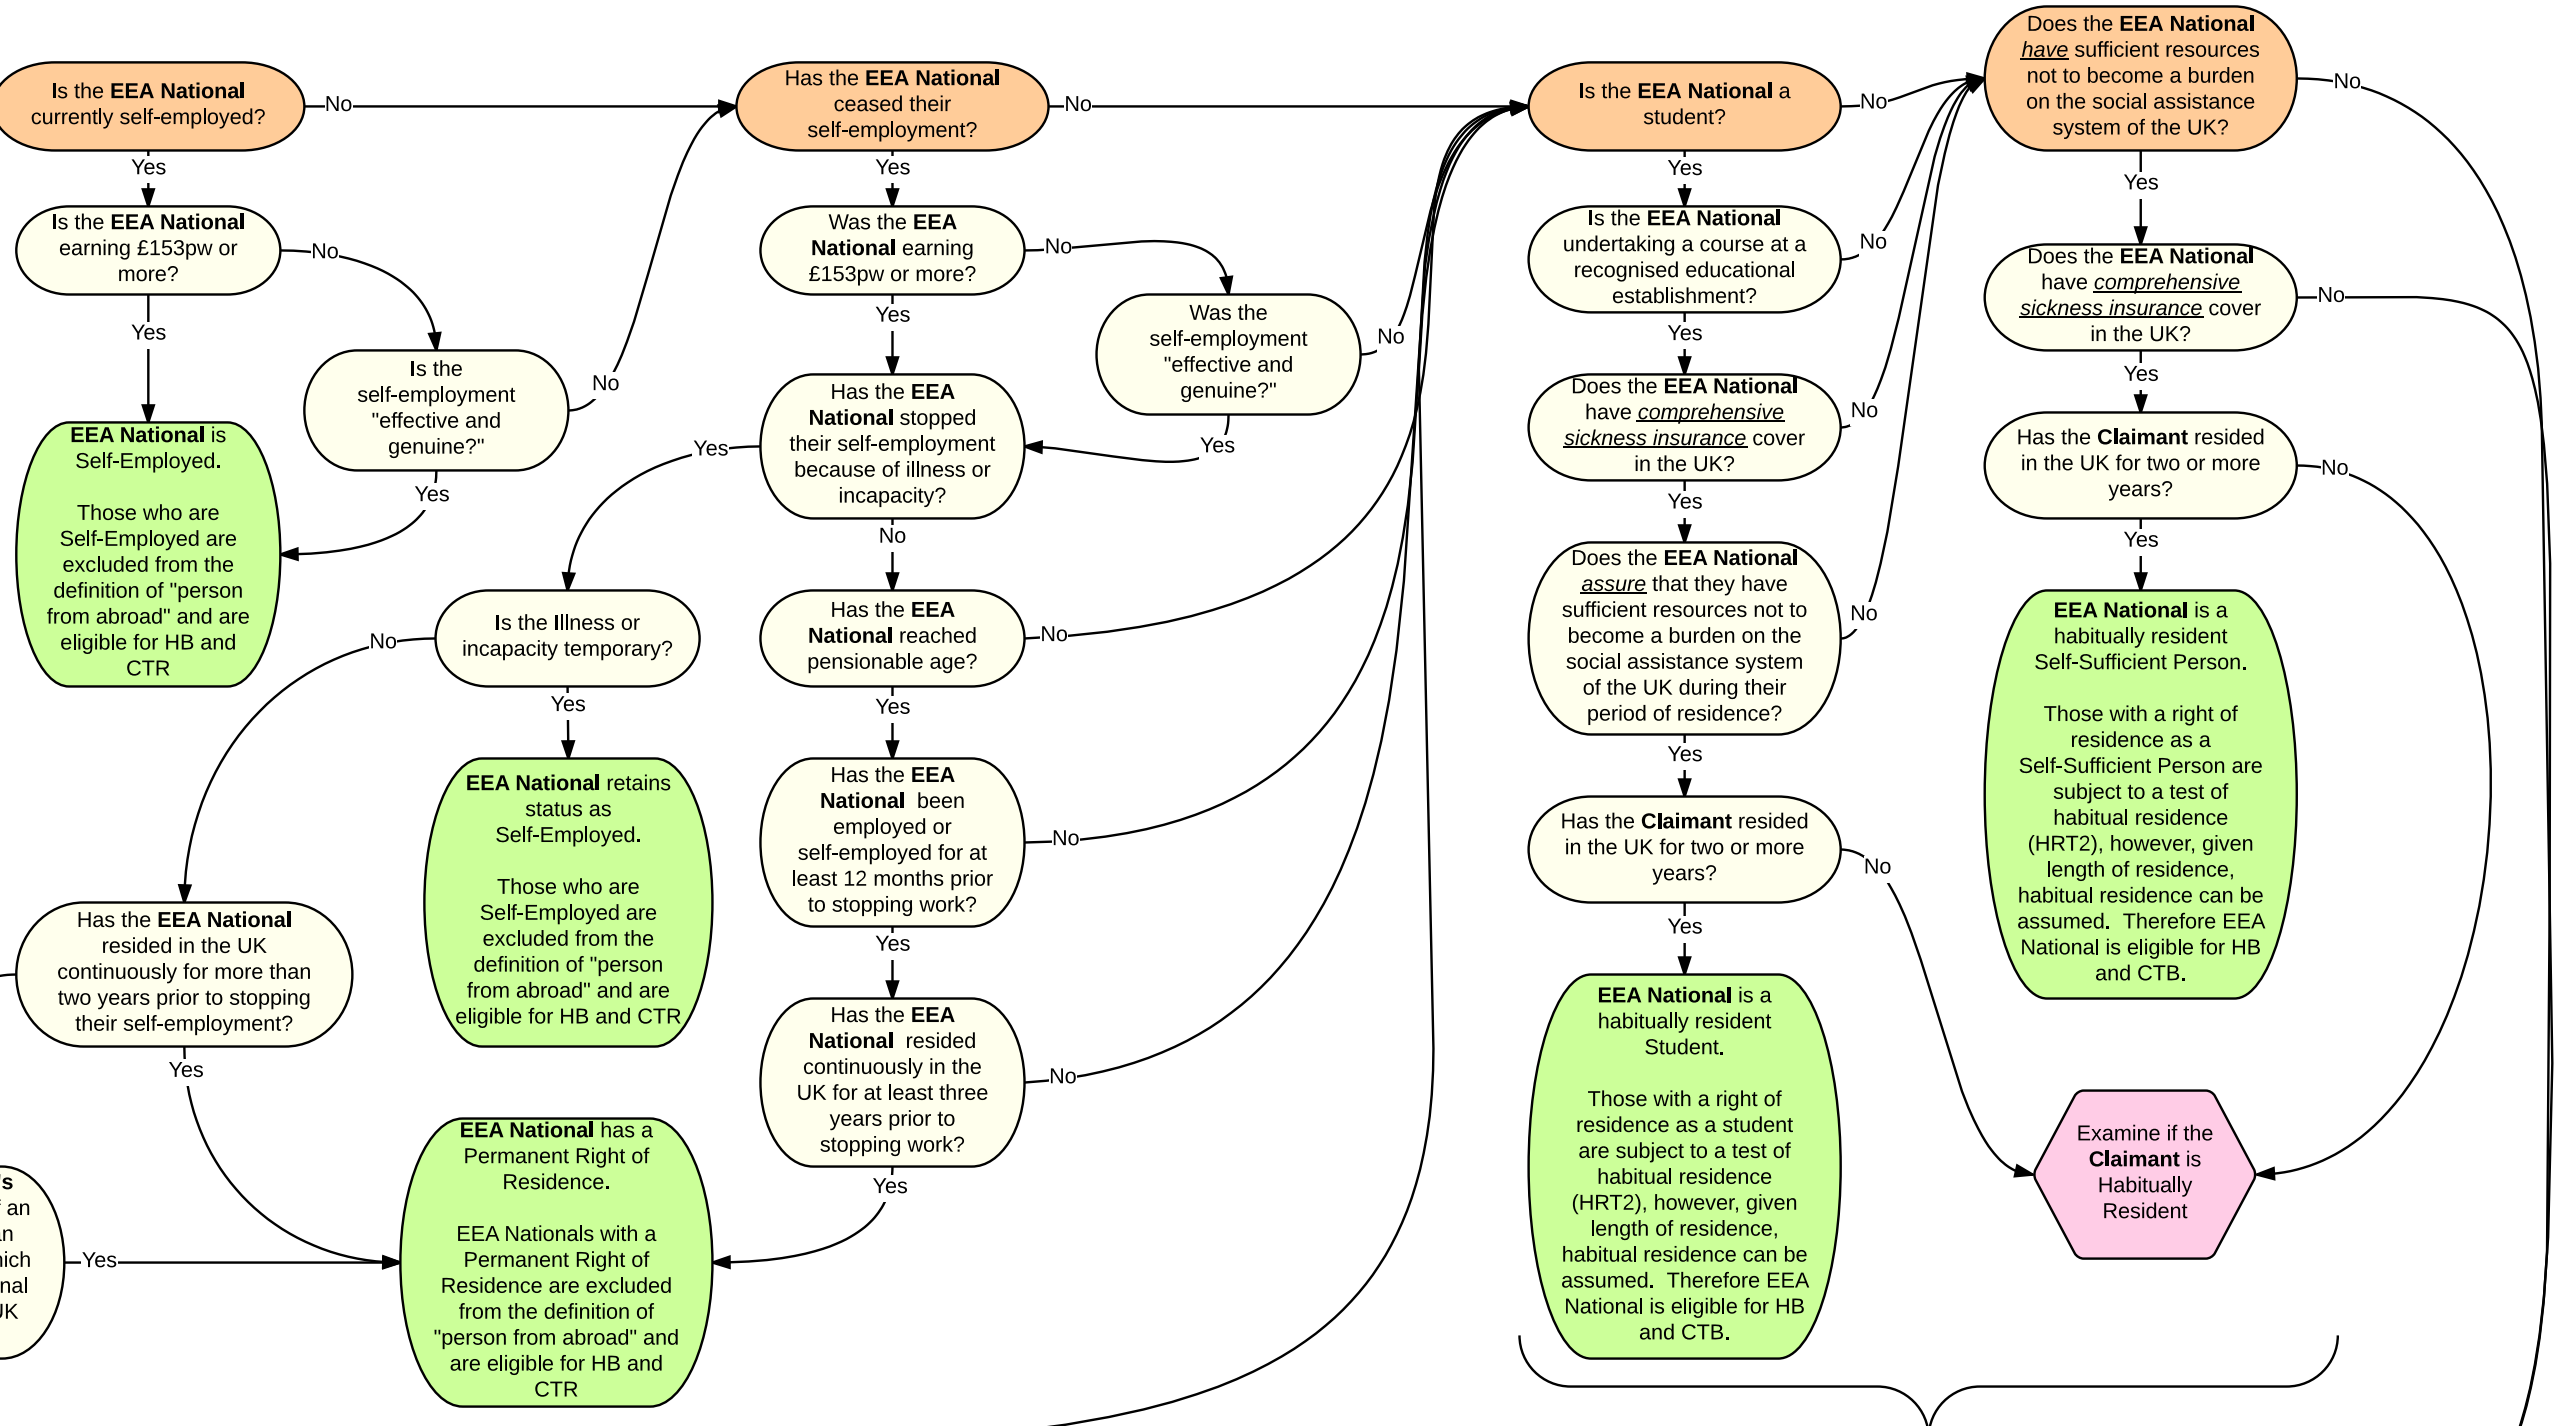 Is the EEA National
currently self-employed?
No
Yes
Is the EEA National
earning £153pw or
more?
No
Yes
Is the
self-employment
"effective and
genuine?"
No
Yes
EEA National is
Self-Employed.
Those who are
Self-Employed are
excluded from the
definition of "person
from abroad" and are
eligible for HB and
CTR
Has the EEA National
ceased their
self-employment?
No
Yes
Was the EEA
National earning
£153pw or more?
No
Yes
Was the
self-employment
"effective and
genuine?"
No
Yes
Has the EEA
National stopped
their self-employment
because of illness or
incapacity?
Yes
No
Is the Illness or
incapacity temporary?
No
Yes
EEA National retains
status as
Self-Employed.
Those who are
Self-Employed are
excluded from the
definition of "person
from abroad" and are
eligible for HB and CTR
Has the EEA National
resided in the UK
continuously for more than
two years prior to stopping
their self-employment?
Yes
Has the EEA
National reached
pensionable age?
No
Yes
Has the EEA
National been
employed or
self-employed for at
least 12 months prior
to stopping work?
No
Yes
Has the EEA
National resided
continuously in the
UK for at least three
years prior to
stopping work?
No
Yes
's
an
Yes
EEA National has a
Permanent Right of
Residence.
EEA Nationals with a
Permanent Right of
Residence are excluded
from the definition of
"person from abroad" and
are eligible for HB and
CTR
Is the EEA National a
student?
No
Yes
Is the EEA National
undertaking a course at a
recognised educational
establishment?
No
Yes
Does the EEA National
have comprehensive
sickness insurance cover
in the UK?
No
Yes
Does the EEA National
assure that they have
sufficient resources not to
become a burden on the
social assistance system
of the UK during their
period of residence?
No
Yes
Has the Claimant resided
in the UK for two or more
years?
No
Yes
EEA National is a
habitually resident
Student.
Those with a right of
residence as a student
are subject to a test of
habitual residence
(HRT2), however, given
length of residence,
habitual residence can be
assumed. Therefore EEA
National is eligible for HB
and CTB.
Does the EEA National
have sufficient resources
not to become a burden
on the social assistance
system of the UK?
No
Yes
Does the EEA National
have comprehensive
sickness insurance cover
in the UK?
No
Yes
Has the Claimant resided
in the UK for two or more
years?
No
Yes
EEA National is a
habitually resident
Self-Sufficient Person.
Those with a right of
residence as a
Self-Sufficient Person are
subject to a test of
habitual residence
(HRT2), however, given
length of residence,
habitual residence can be
assumed. Therefore EEA
National is eligible for HB
and CTB.
Examine if the
Claimant is
Habitually
Resident